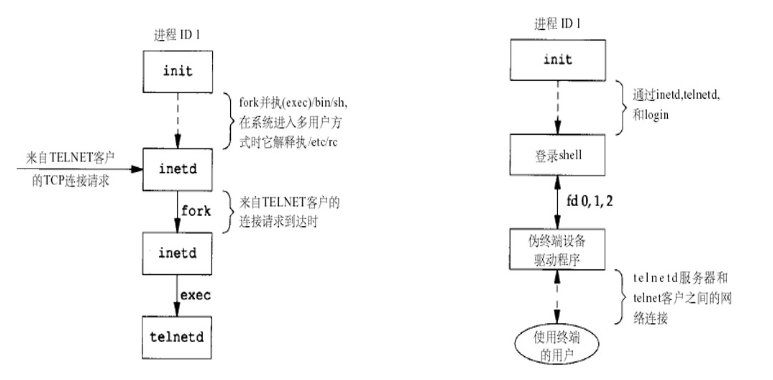 进程 ID 1
init
fork并执(exec)/bin/sh,
在系统进入多用户方
式时它解释执/etc/rc
来自TELNET客户
的TCP连接请求
inetd
fork
来自TELNET客户的
连接请求到达时
inetd
exec
telnetd
进程 ID 1
init
通过inetd,telnetd,
和login
登录shell
fd 0, 1, 2
伪终端设备
驱动程序
telnetd服务器和
telnet客户之间的网
络连接
使用终端
的用户